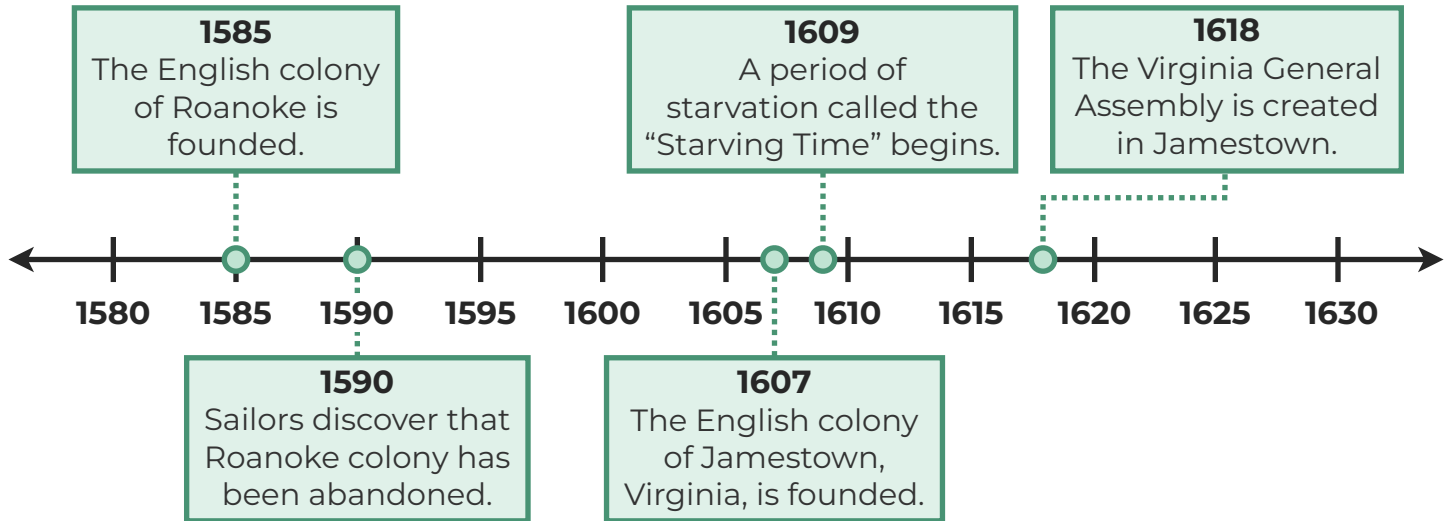 1585
The English colony
of Roanoke is
founded.
1609
A period of
starvation called the
“Starving Time” begins.
1618
The Virginia General
Assembly is created
in Jamestown.
1580 1585 1590 1595 1600 1605 1610 1615 1620 1625 1630
1590
Sailors discover that
Roanoke colony has
been abandoned.
1607
The English colony
of Jamestown,
Virginia, is founded.